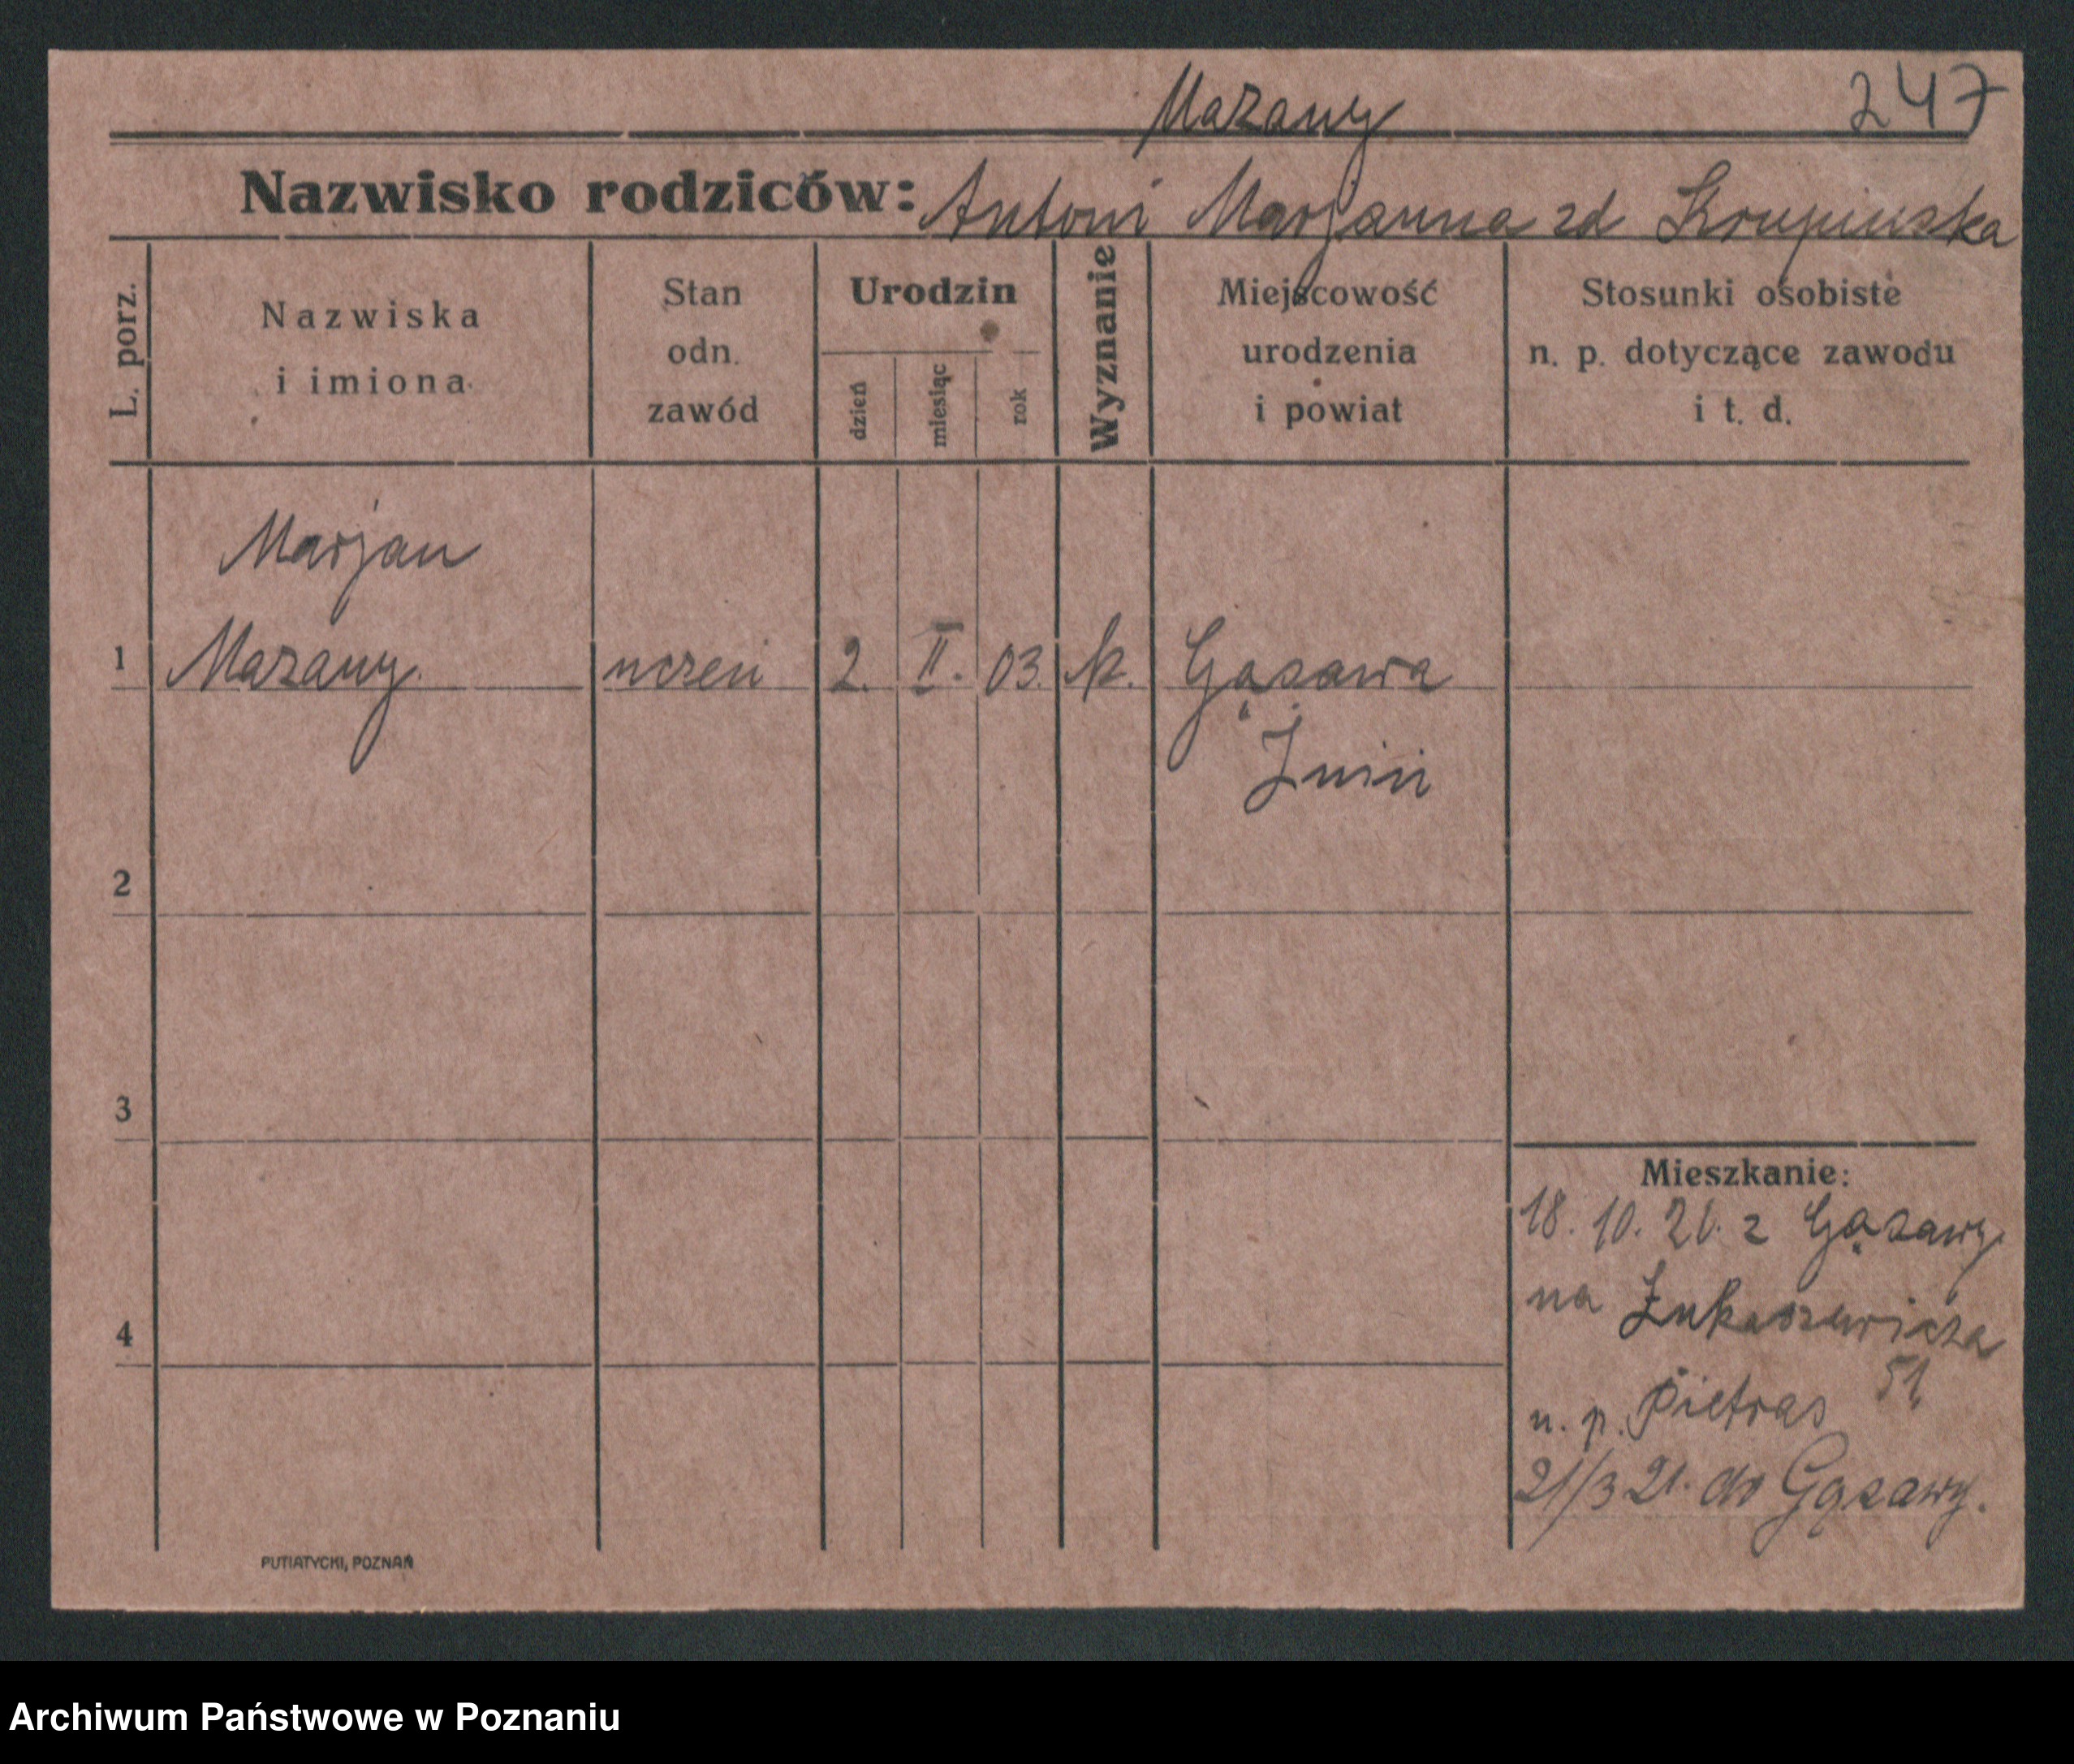 Mazany 247
Nazwisko rodziców: Antoni Marjanna zd Krupińska
L. porz.
Nazwiska
i imiona
Stan
odn.
zawód
Urodzin
dzień
miesiąc
rok
Wyznanie
Miejscowość
urodzenia
i powiat
Stosunki osobiste
n. p. dotyczące zawodu
i t. d.
Marjan
1 Mazany. uczeń 2. II. 03. k. Gąsawa
Żnin
2
3
4
Mieszkanie:
18. 10. 21. z Gąsawy
na Łukaszewicza
51
u. p. Pietras
21/3 21. do Gąsawy.
PUTIATYCKI, POZNAŃ
Archiwum Państwowe w Poznaniu